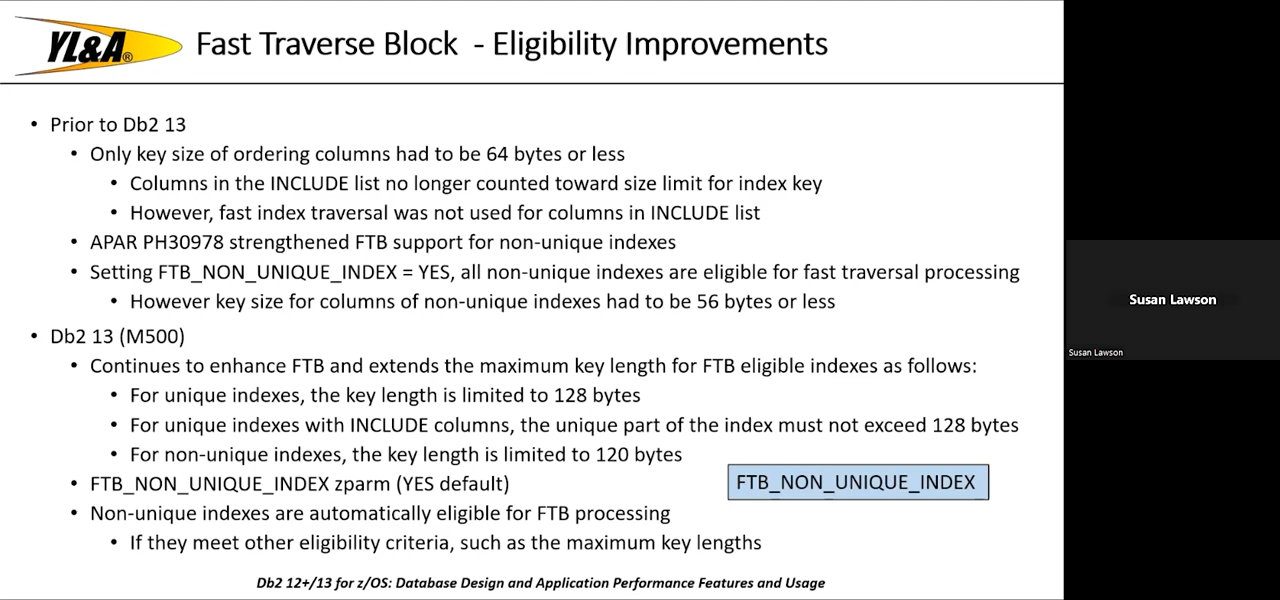 YL&A®
Fast Traverse Block - Eligibility Improvements
• Prior to Db2 13
• Only key size of ordering columns had to be 64 bytes or less
• Columns in the INCLUDE list no longer counted toward size limit for index key
• However, fast index traversal was not used for columns in INCLUDE list
• APAR PH30978 strengthened FTB support for non-unique indexes
• Setting FTB_NON_UNIQUE_INDEX = YES, all non-unique indexes are eligible for fast traversal processing
• However key size for columns of non-unique indexes had to be 56 bytes or less
• Db2 13 (M500)
• Continues to enhance FTB and extends the maximum key length for FTB eligible indexes as follows:
• For unique indexes, the key length is limited to 128 bytes
• For unique indexes with INCLUDE columns, the unique part of the index must not exceed 128 bytes
• For non-unique indexes, the key length is limited to 120 bytes
• FTB_NON_UNIQUE_INDEX zparm (YES default)
FTB_NON_UNIQUE_INDEX
• Non-unique indexes are automatically eligible for FTB processing
• If they meet other eligibility criteria, such as the maximum key lengths
Db2 12+/13 for z/OS: Database Design and Application Performance Features and Usage
Susan Lawson
Susan Lawson